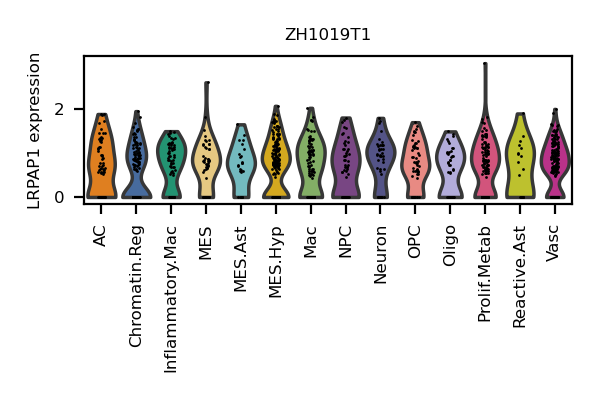 ZH1019T1
LRPAP1 expression
2
0
AC
Chromatin.Reg
Inflammatory.Mac
MES
MES.Ast
MES.Hyp
Mac
NPC
Neuron
OPC
Oligo
Prolif.Metab
Reactive.Ast
Vasc